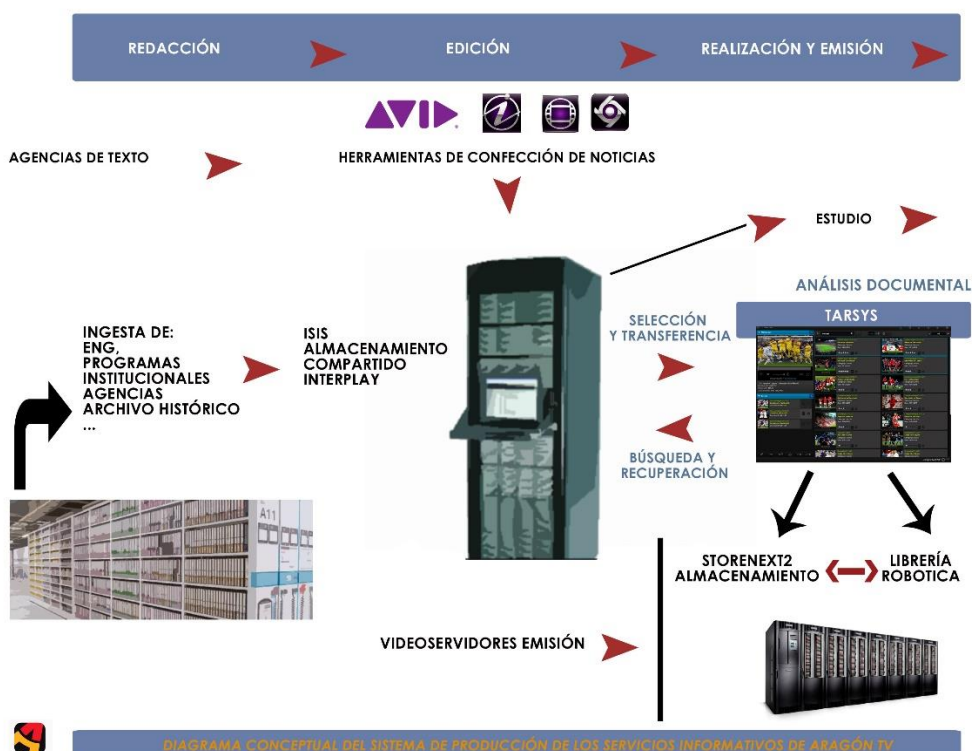 REDACCIÓN
EDICIÓN
REALIZACIÓN Y EMISIÓN
AVID
AGENCIAS DE TEXTO
HERRAMIENTAS DE CONFECCIÓN DE NOTICIAS
ESTUDIO
ANÁLISIS DOCUMENTAL
TARSYS
SELECCIÓN
Y TRANSFERENCIA
INGESTA DE:
ENG,
PROGRAMAS
INSTITUCIONALES
AGENCIAS
ARCHIVO HISTÓRICO
...
ISIS
ALMACENAMIENTO
COMPARTIDO
INTERPLAY
BÚSQUEDA Y
RECUPERACIÓN
A11
STORENEXT2
ALMACENAMIENTO
LIBRERÍA
ROBOTICA
VIDEOSERVIDORES EMISIÓN
DIAGRAMA CONCEPTUAL DEL SISTEMA DE PRODUCCIÓN DE LOS SERVICIOS INFORMATIVOS DE ARAGÓN TV